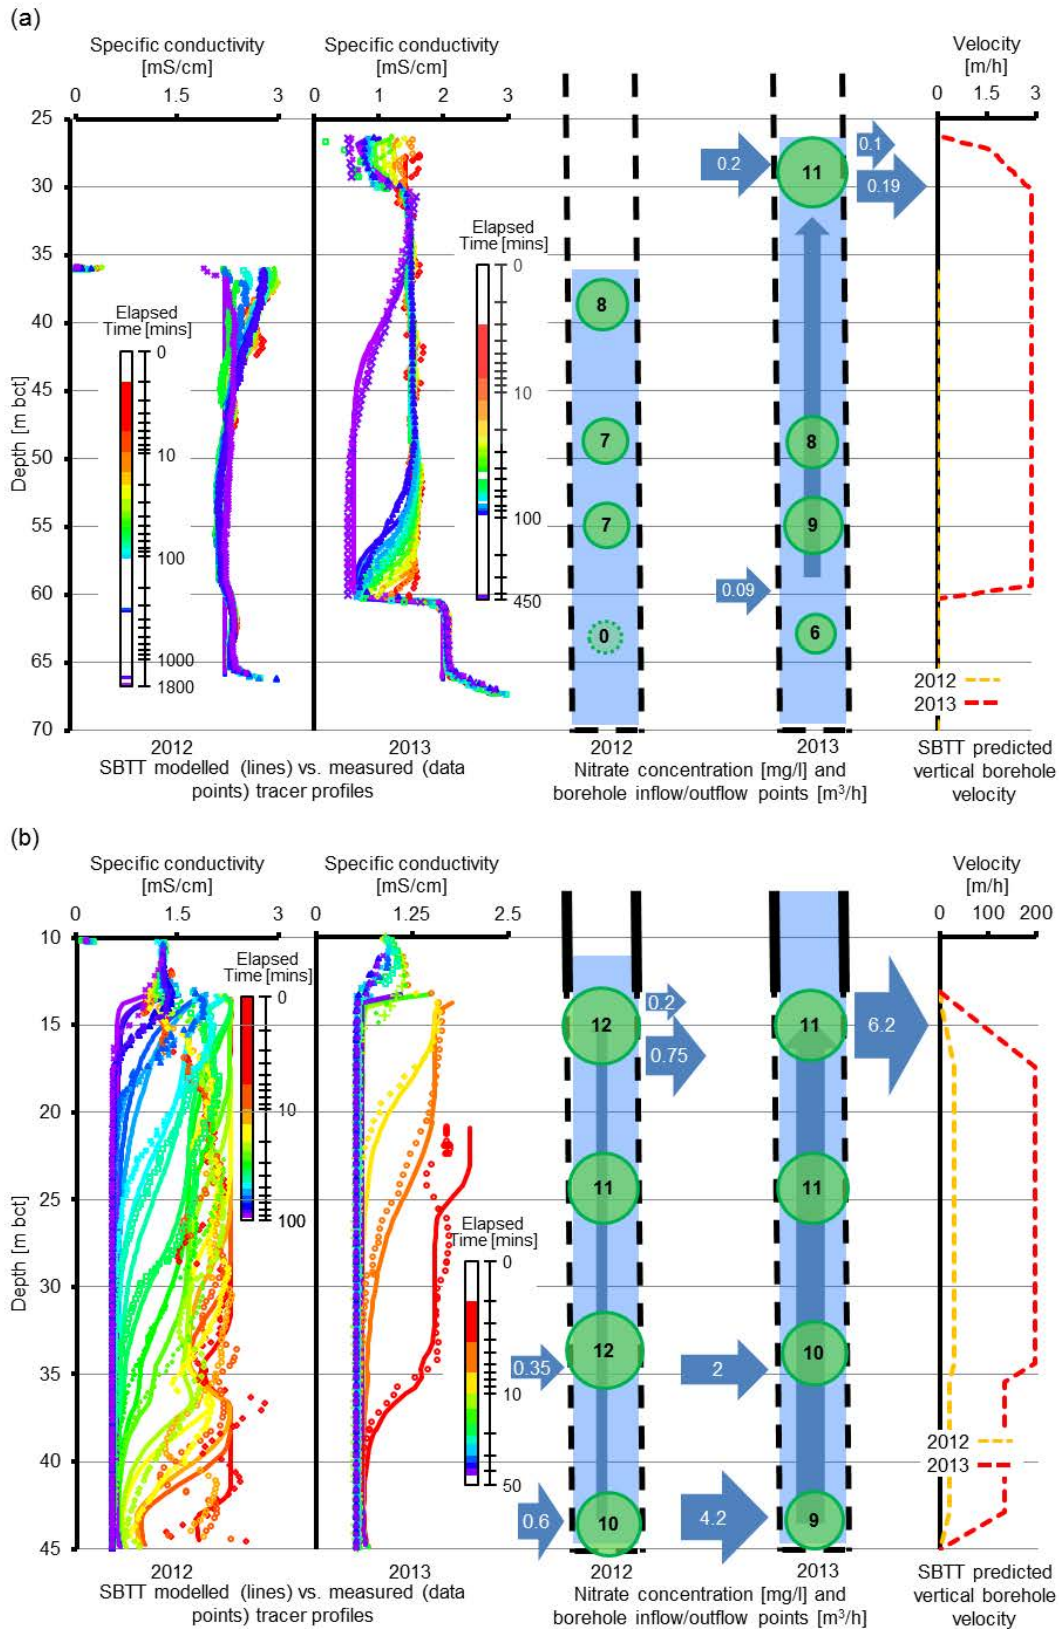 (a)
Specific conductivity
[mS/cm]
Specific conductivity
[mS/cm]
Velocity
[m/h]
0 1.5 3
0 1 2 3
0 1.5 3
25
30
35
40
45
50
55
60
65
70
Depth [m bct]
Elapsed
Time [mins]
0
10
100
1000
1800
Elapsed
Time [mins]
0
10
100
450
8
7
7
0
0.2
11
0.1
0.19
8
9
0.09
6
2012
2013
2012
2013
2012
2013
SBTT modelled (lines) vs. measured (data
points) tracer profiles
Nitrate concentration [mg/l] and
borehole inflow/outflow points [m³/h]
SBTT predicted
vertical borehole
velocity
(b)
Specific conductivity
[mS/cm]
Specific conductivity
[mS/cm]
Velocity
[m/h]
0 1.5 3
0 1.25 2.5
0 100 200
10
15
20
25
30
35
40
45
Depth [m bct]
Elapsed
Time [mins]
0
10
100
Elapsed
Time [mins]
0
10
50
12
0.2
0.75
11
12
0.35
10
0.6
11
6.2
11
10
2
9
4.2
2012
2013
2012
2013
2012
2013
SBTT modelled (lines) vs. measured (data
points) tracer profiles
Nitrate concentration [mg/l] and
borehole inflow/outflow points [m³/h]
SBTT predicted
vertical borehole
velocity